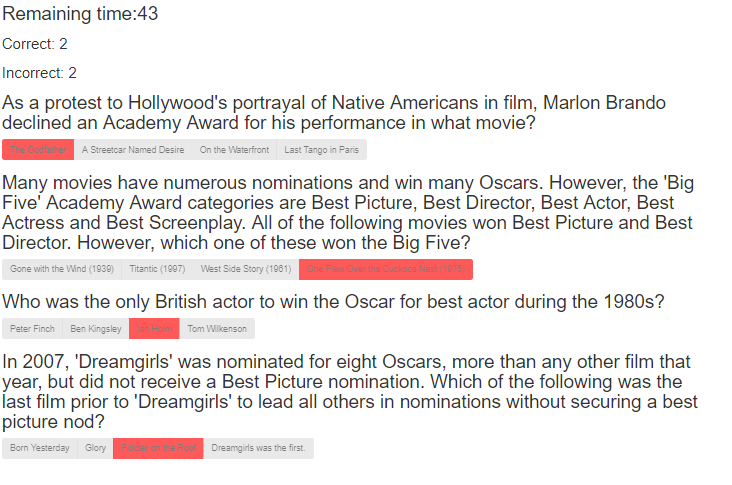 Remaining time:43
Correct: 2
Incorrect: 2
As a protest to Hollywood's portrayal of Native Americans in film, Marlon Brando
declined an Academy Award for his performance in what movie?
The Godfather A Streetcar Named Desire On the Waterfront Last Tango in Paris
Many movies have numerous nominations and win many Oscars. However, the 'Big
Five' Academy Award categories are Best Picture, Best Director, Best Actor, Best
Actress and Best Screenplay. All of the following movies won Best Picture and Best
Director. However, which one of these won the Big Five?
Gone with the Wind (1939) Titantic (1997) West Side Story (1961) One Flew Over the Cuckoo's Nest (1975)
Who was the only British actor to win the Oscar for best actor during the 1980s?
Peter Finch Ben Kingsley Ian Holm Tom Wilkenson
In 2007, 'Dreamgirls' was nominated for eight Oscars, more than any other film that
year, but did not receive a Best Picture nomination. Which of the following was the
last film prior to 'Dreamgirls' to lead all others in nominations without securing a best
picture nod?
Born Yesterday Glory Fiddler on the Roof Dreamgirls was the first.